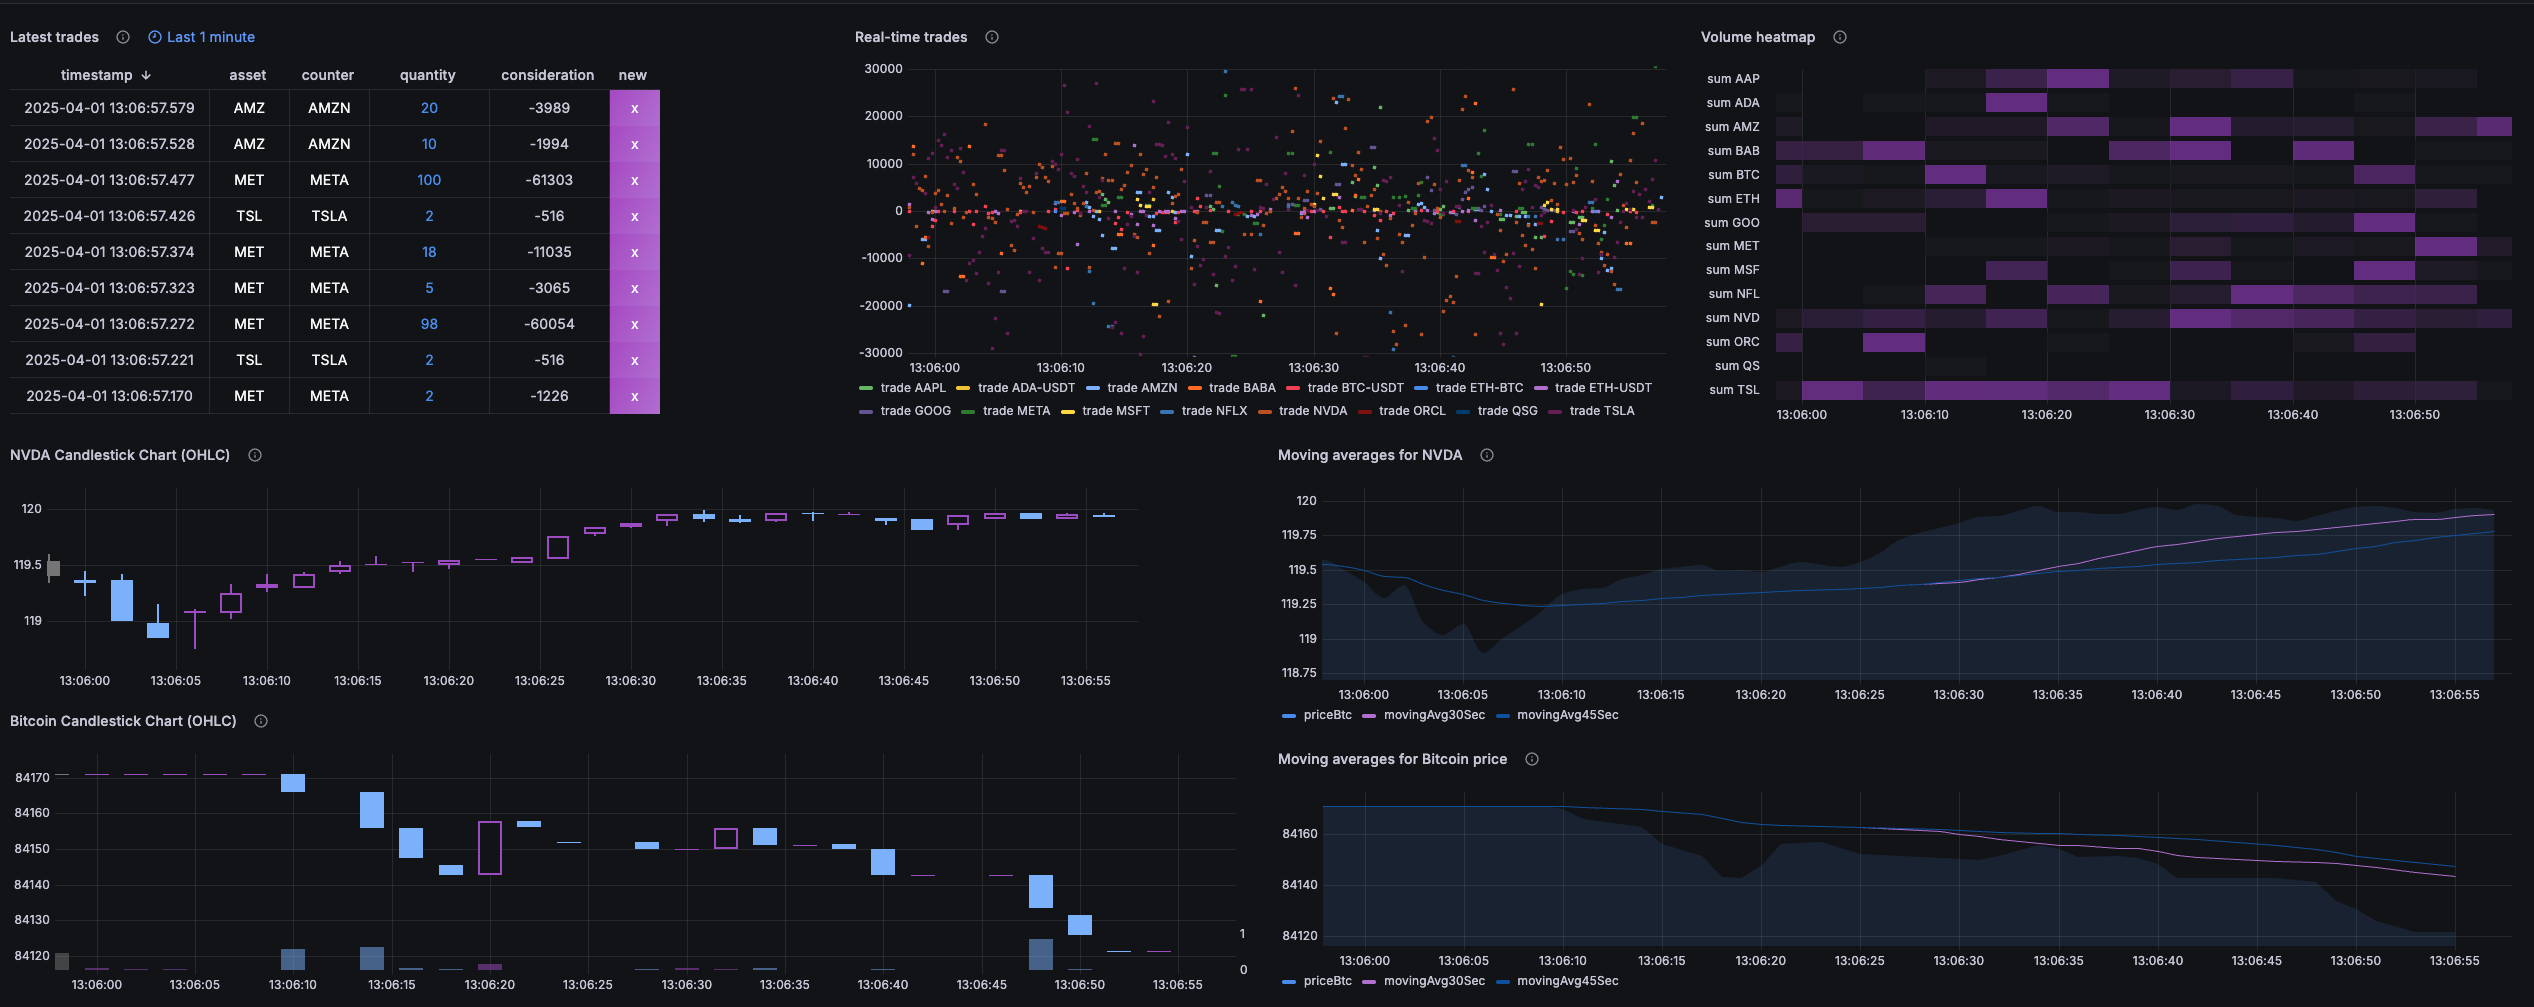 Latest trades Last 1 minute
timestamp ↓ asset counter quantity consideration new
2025-04-01 13:06:57.579 AMZ AMZN 20 -3989 x
2025-04-01 13:06:57.528 AMZ AMZN 10 -1994 x
2025-04-01 13:06:57.477 MET META 100 -61303 x
2025-04-01 13:06:57.426 TSL TSLA 2 -516 x
2025-04-01 13:06:57.374 MET META 18 -11035 x
2025-04-01 13:06:57.323 MET META 5 -3065 x
2025-04-01 13:06:57.272 MET META 98 -60054 x
2025-04-01 13:06:57.221 TSL TSLA 2 -516 x
2025-04-01 13:06:57.170 MET META 2 -1226 x
Real-time trades
30000
20000
10000
0
-10000
-20000
-30000
13:06:00 13:06:10 13:06:20 13:06:30 13:06:40 13:06:50
trade AAPL trade ADA-USDT trade AMZN trade BABA trade BTC-USDT trade ETH-BTC trade ETH-USDT
trade GOOG trade META trade MSFT trade NFLX trade NVDA trade ORCL trade QSG trade TSLA
Volume heatmap
sum AAP
sum ADA
sum AMZ
sum BAB
sum BTC
sum ETH
sum GOO
sum MET
sum MSF
sum NFL
sum NVD
sum ORC
sum QS
sum TSL
13:06:00 13:06:10 13:06:20 13:06:30 13:06:40 13:06:50
NVDA Candlestick Chart (OHLC)
120
119.5
119
13:06:00 13:06:05 13:06:10 13:06:15 13:06:20 13:06:25 13:06:30 13:06:35 13:06:40 13:06:45 13:06:50 13:06:55
Moving averages for NVDA
120
119.75
119.5
119.25
119
118.75
13:06:00 13:06:05 13:06:10 13:06:15 13:06:20 13:06:25 13:06:30 13:06:35 13:06:40 13:06:45 13:06:50 13:06:55
priceBtc movingAvg30Sec movingAvg45Sec
Bitcoin Candlestick Chart (OHLC)
84170
84160
84150
84140
84130
84120
1
0
13:06:00 13:06:05 13:06:10 13:06:15 13:06:20 13:06:25 13:06:30 13:06:35 13:06:40 13:06:45 13:06:50 13:06:55
Moving averages for Bitcoin price
84160
84140
84120
13:06:00 13:06:05 13:06:10 13:06:15 13:06:20 13:06:25 13:06:30 13:06:35 13:06:40 13:06:45 13:06:50 13:06:55
priceBtc movingAvg30Sec movingAvg45Sec